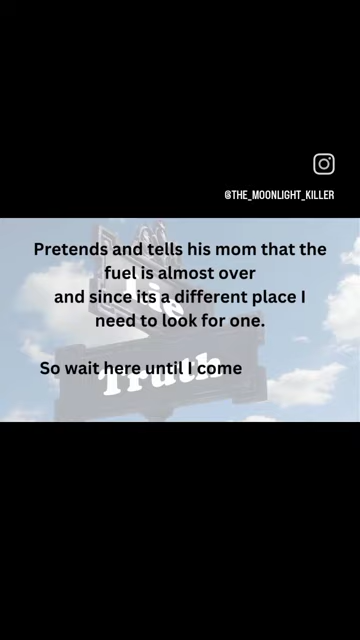 @THE_MOONLIGHT_KILLER
Pretends and tells his mom that the
fuel is almost over
and since its a different place I
need to look for one.
So wait here until I come
Lie
Truth